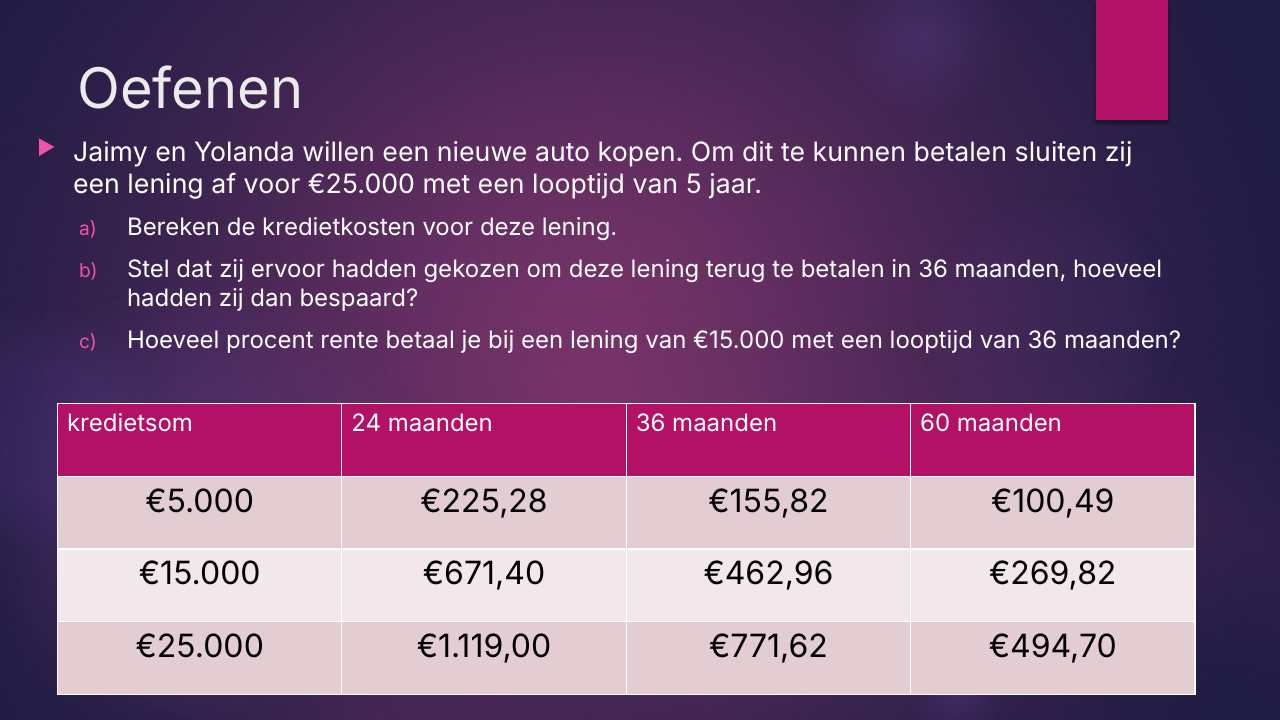 Oefenen
Jaimy en Yolanda willen een nieuwe auto kopen. Om dit te kunnen betalen sluiten zij
een lening af voor €25.000 met een looptijd van 5 jaar.
a) Bereken de kredietkosten voor deze lening.
b) Stel dat zij ervoor hadden gekozen om deze lening terug te betalen in 36 maanden, hoeveel
hadden zij dan bespaard?
c) Hoeveel procent rente betaal je bij een lening van €15.000 met een looptijd van 36 maanden?
kredietsom 24 maanden 36 maanden 60 maanden
€5.000 €225,28 €155,82 €100,49
€15.000 €671,40 €462,96 €269,82
€25.000 €1.119,00 €771,62 €494,70